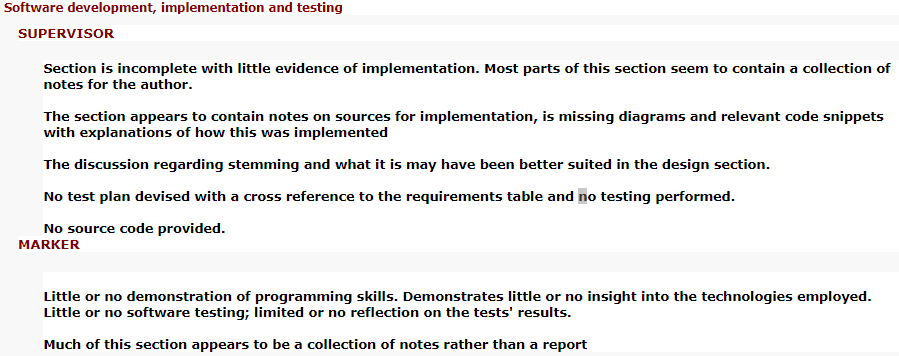 Software development, implementation and testing
SUPERVISOR
Section is incomplete with little evidence of implementation. Most parts of this section seem to contain a collection of
notes for the author.
The section appears to contain notes on sources for implementation, is missing diagrams and relevant code snippets
with explanations of how this was implemented
The discussion regarding stemming and what it is may have been better suited in the design section.
No test plan devised with a cross reference to the requirements table and no testing performed.
No source code provided.
MARKER
Little or no demonstration of programming skills. Demonstrates little or no insight into the technologies employed.
Little or no software testing; limited or no reflection on the tests' results.
Much of this section appears to be a collection of notes rather than a report